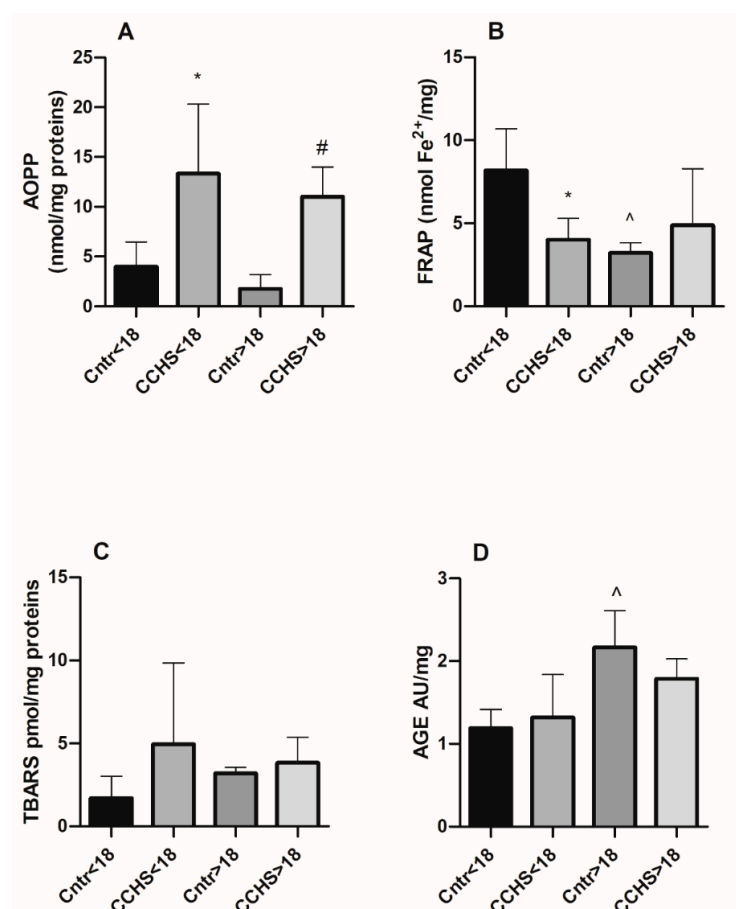 A
AOPP
(nmol/mg proteins)
25
20
15
10
5
0
*
#
Cntr<18
CCHS<18
Cntr>18
CCHS>18
B
FRAP (nmol Fe²⁺/mg)
15
10
5
0
*
^
Cntr<18
CCHS<18
Cntr>18
CCHS>18
C
TBARS pmol/mg proteins
15
10
5
0
Cntr<18
CCHS<18
Cntr>18
CCHS>18
D
AGE AU/mg
3
2
1
0
^
Cntr<18
CCHS<18
Cntr>18
CCHS>18